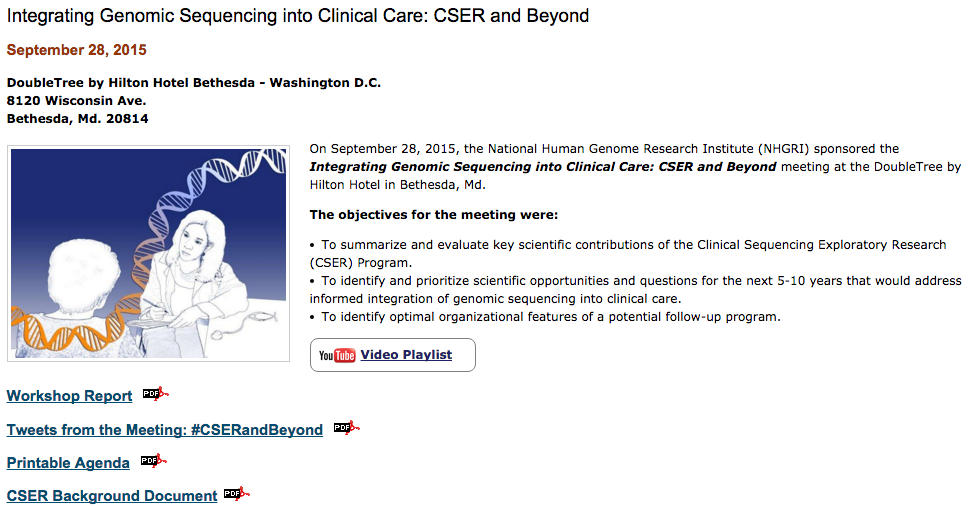 Integrating Genomic Sequencing into Clinical Care: CSER and Beyond
September 28, 2015
DoubleTree by Hilton Hotel Bethesda - Washington D.C.
8120 Wisconsin Ave.
Bethesda, Md. 20814
On September 28, 2015, the National Human Genome Research Institute (NHGRI) sponsored the
Integrating Genomic Sequencing into Clinical Care: CSER and Beyond meeting at the DoubleTree by
Hilton Hotel in Bethesda, Md.
The objectives for the meeting were:
• To summarize and evaluate key scientific contributions of the Clinical Sequencing Exploratory Research
(CSER) Program.
• To identify and prioritize scientific opportunities and questions for the next 5-10 years that would address
informed integration of genomic sequencing into clinical care.
• To identify optimal organizational features of a potential follow-up program.
YouTube Video Playlist
Workshop Report PDF
Tweets from the Meeting: #CSERandBeyond PDF
Printable Agenda PDF
CSER Background Document PDF